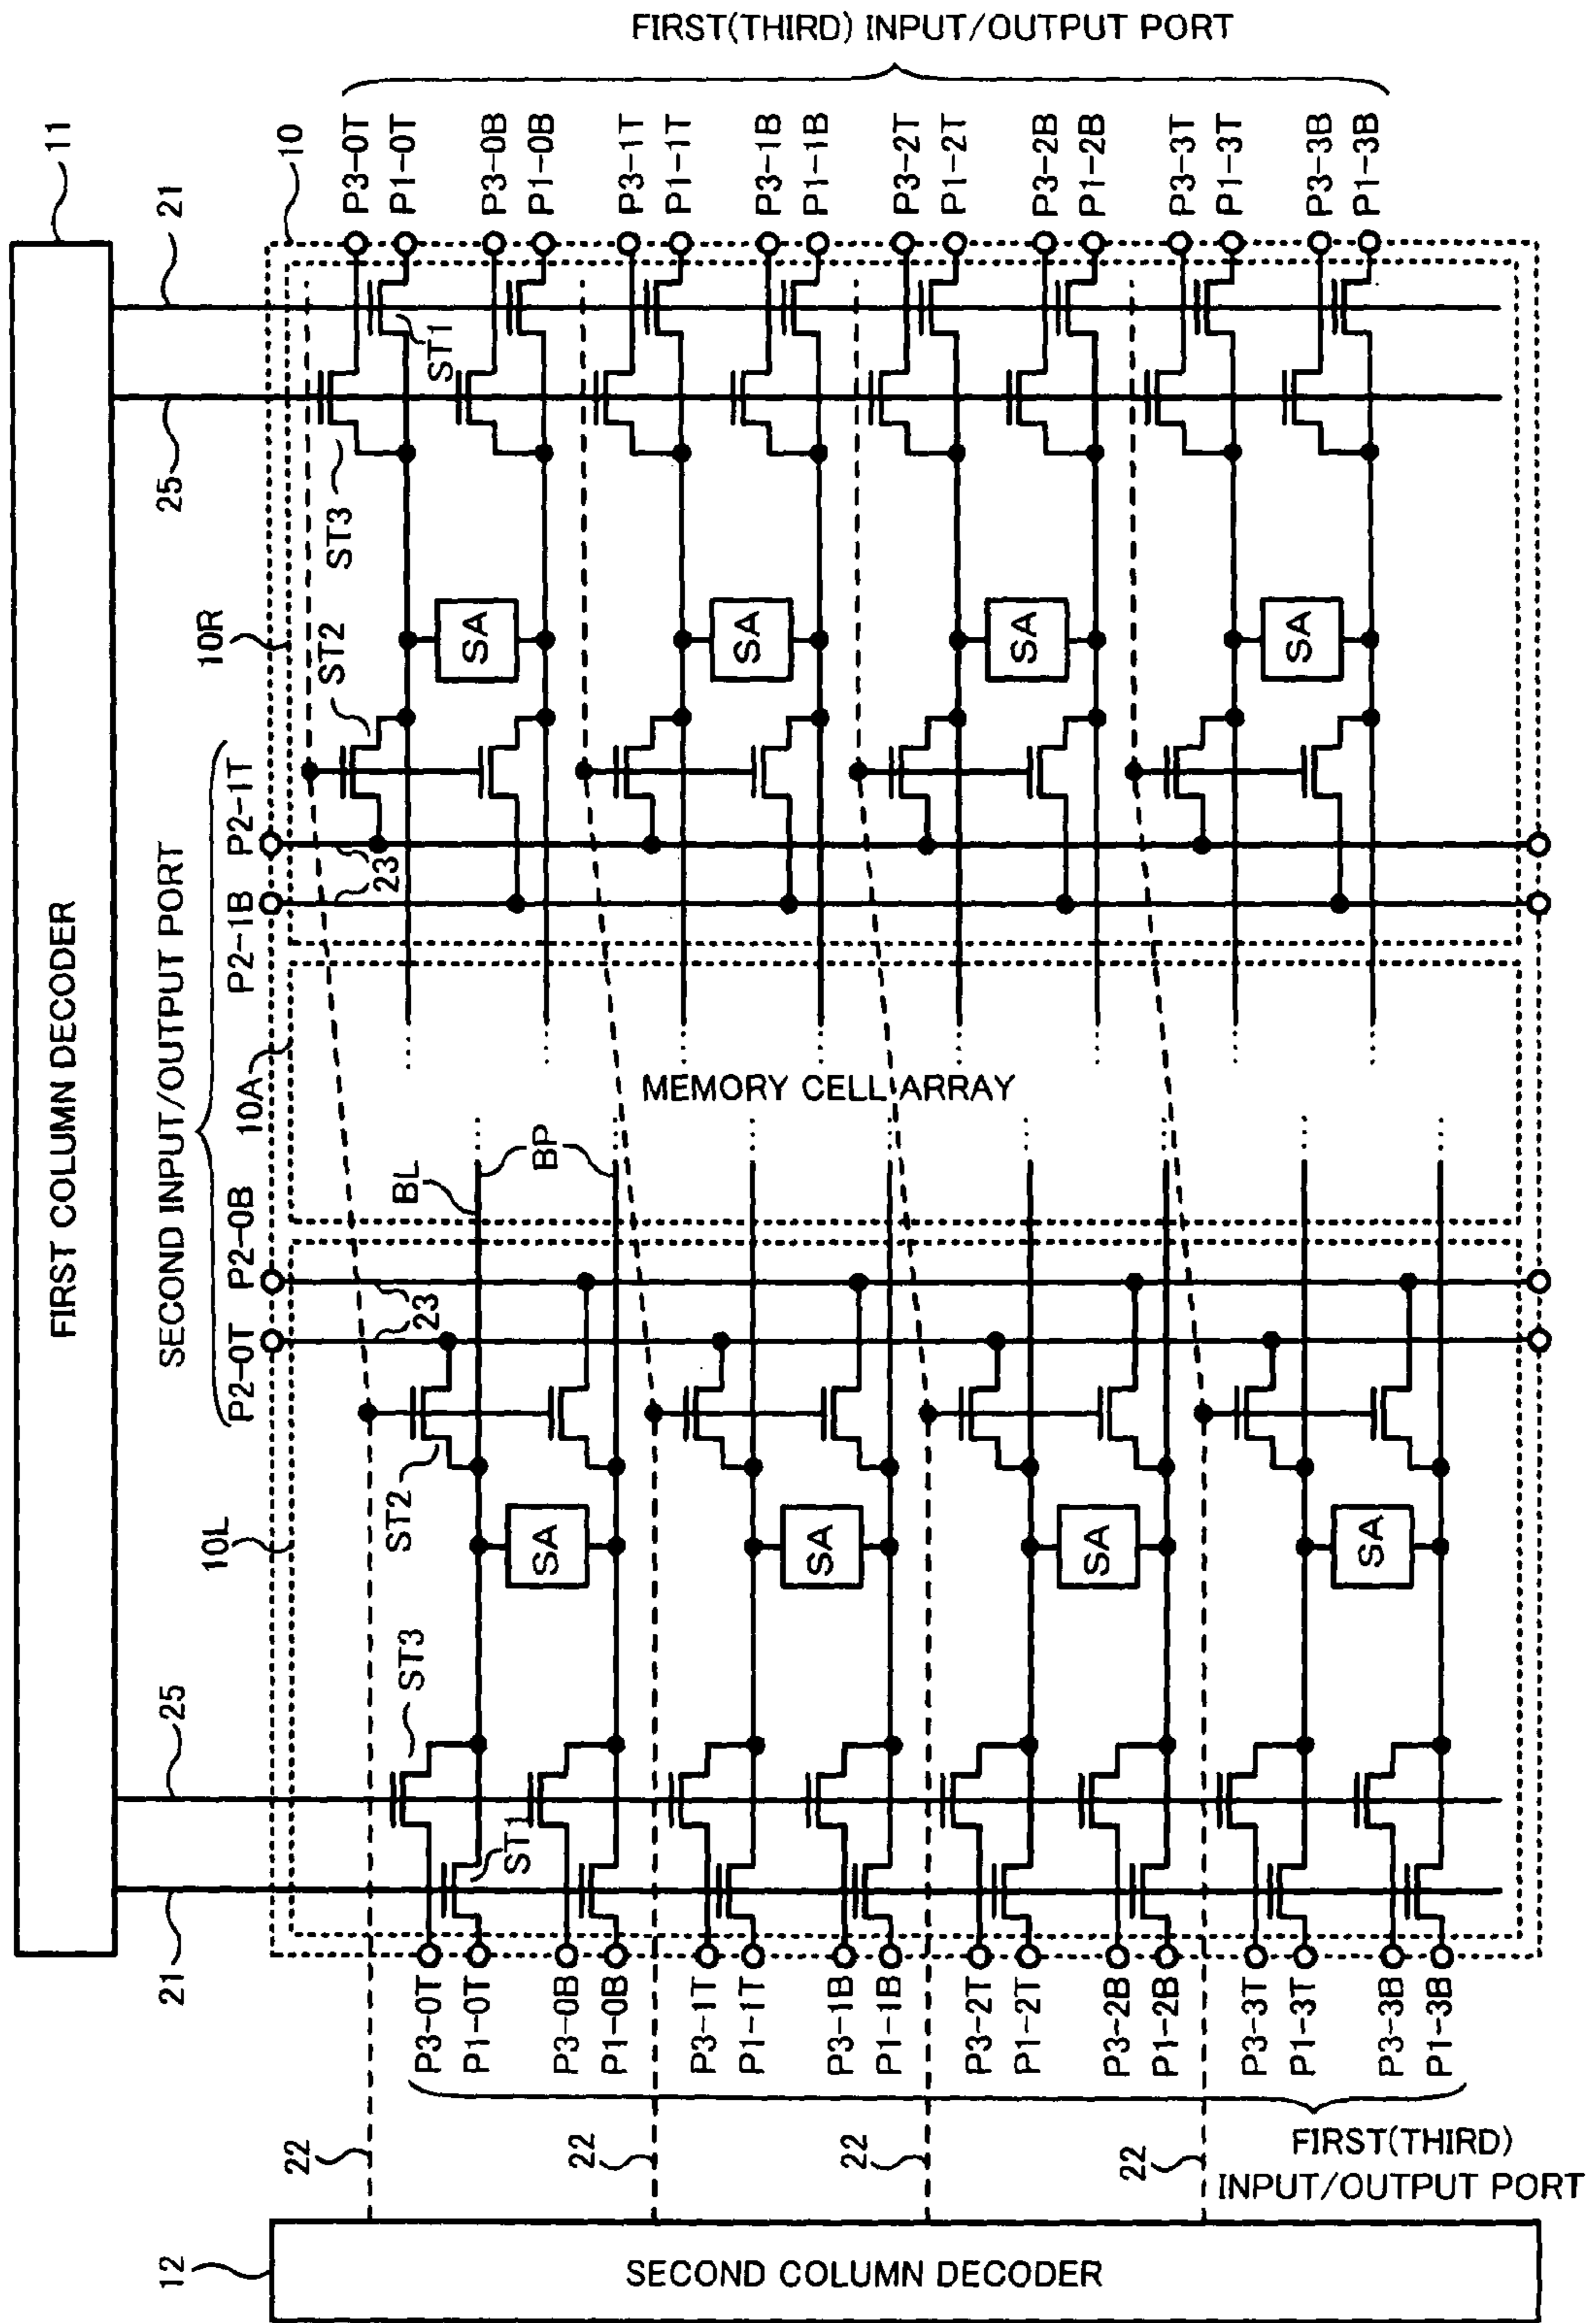 FIRST COLUMN DECODER
11
SECOND INPUT/OUTPUT PORT
P2-0T
P2-0B
P2-1B
P2-1T
21
25
10L
10A
10R
25
21
10
FIRST(THIRD) INPUT/OUTPUT PORT
23
23
ST3
ST1
ST2
BL
BP
ST2
ST3
ST1
SA
SA
SA
SA
SA
SA
SA
SA
MEMORY CELL ARRAY
P3-0T
P1-0T
P3-0B
P1-0B
P3-1T
P1-1T
P3-1B
P1-1B
P3-2T
P1-2T
P3-2B
P1-2B
P3-3T
P1-3T
P3-3B
P1-3B
P3-0T
P1-0T
P3-0B
P1-0B
P3-1T
P1-1T
P3-1B
P1-1B
P3-2T
P1-2T
P3-2B
P1-2B
P3-3T
P1-3T
P3-3B
P1-3B
FIRST(THIRD)
INPUT/OUTPUT PORT
22
22
22
22
12
SECOND COLUMN DECODER